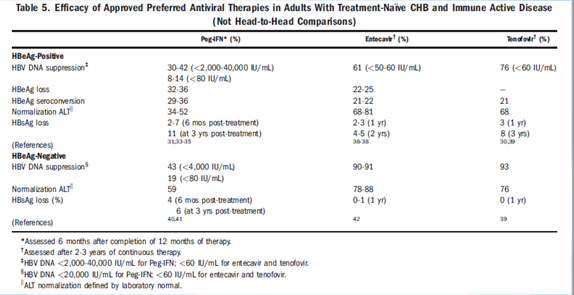 Table 5. Efficacy of Approved Preferred Antiviral Therapies in Adults With Treatment-Naïve CHB and Immune Active Disease
(Not Head-to-Head Comparisons)
Peg-IFN* (%) Entecavir† (%) Tenofovir† (%)
HBeAg-Positive
HBV DNA suppression‡ 30-42 (<2,000-40,000 IU/mL) 61 (<50-60 IU/mL) 76 (<60 IU/mL)
8-14 (<80 IU/mL)
HBeAg loss 32-36 22-25 —
HBeAg seroconversion 29-36 21-22 21
Normalization ALT‖ 34-52 68-81 68
HBsAg loss 2-7 (6 mos post-treatment) 2-3 (1 yr) 3 (1 yr)
11 (at 3 yrs post-treatment) 4-5 (2 yrs) 8 (3 yrs)
(References) 31,33-35 36-38 30,39
HBeAg-Negative
HBV DNA suppression§ 43 (<4,000 IU/mL) 90-91 93
19 (<80 IU/mL)
Normalization ALT‖ 59 78-88 76
HBsAg loss (%) 4 (6 mos post-treatment) 0-1 (1 yr) 0 (1 yr)
6 (at 3 yrs post-treatment)
(References) 40,41 42 39
*Assessed 6 months after completion of 12 months of therapy.
†Assessed after 2-3 years of continuous therapy.
‡HBV DNA <2,000-40,000 IU/mL for Peg-IFN; <60 IU/mL for entecavir and tenofovir.
§HBV DNA <20,000 IU/mL for Peg-IFN; <60 IU/mL for entecavir and tenofovir.
‖ALT normalization defined by laboratory normal.